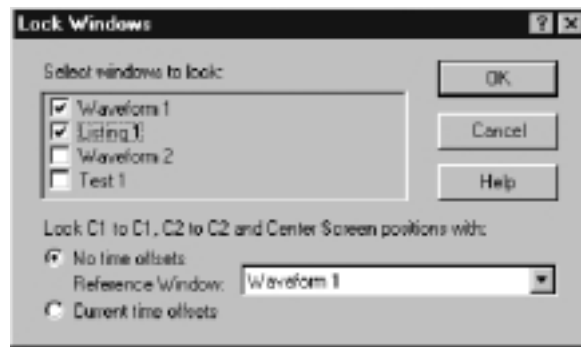 Lock Windows
Select windows to lock:
OK
Waveform 1
Listing 1
Waveform 2
Test 1
Cancel
Help
Lock C1 to C1, C2 to C2 and Center Screen positions with:
No time offsets
Reference Window: Waveform 1
Current time offsets